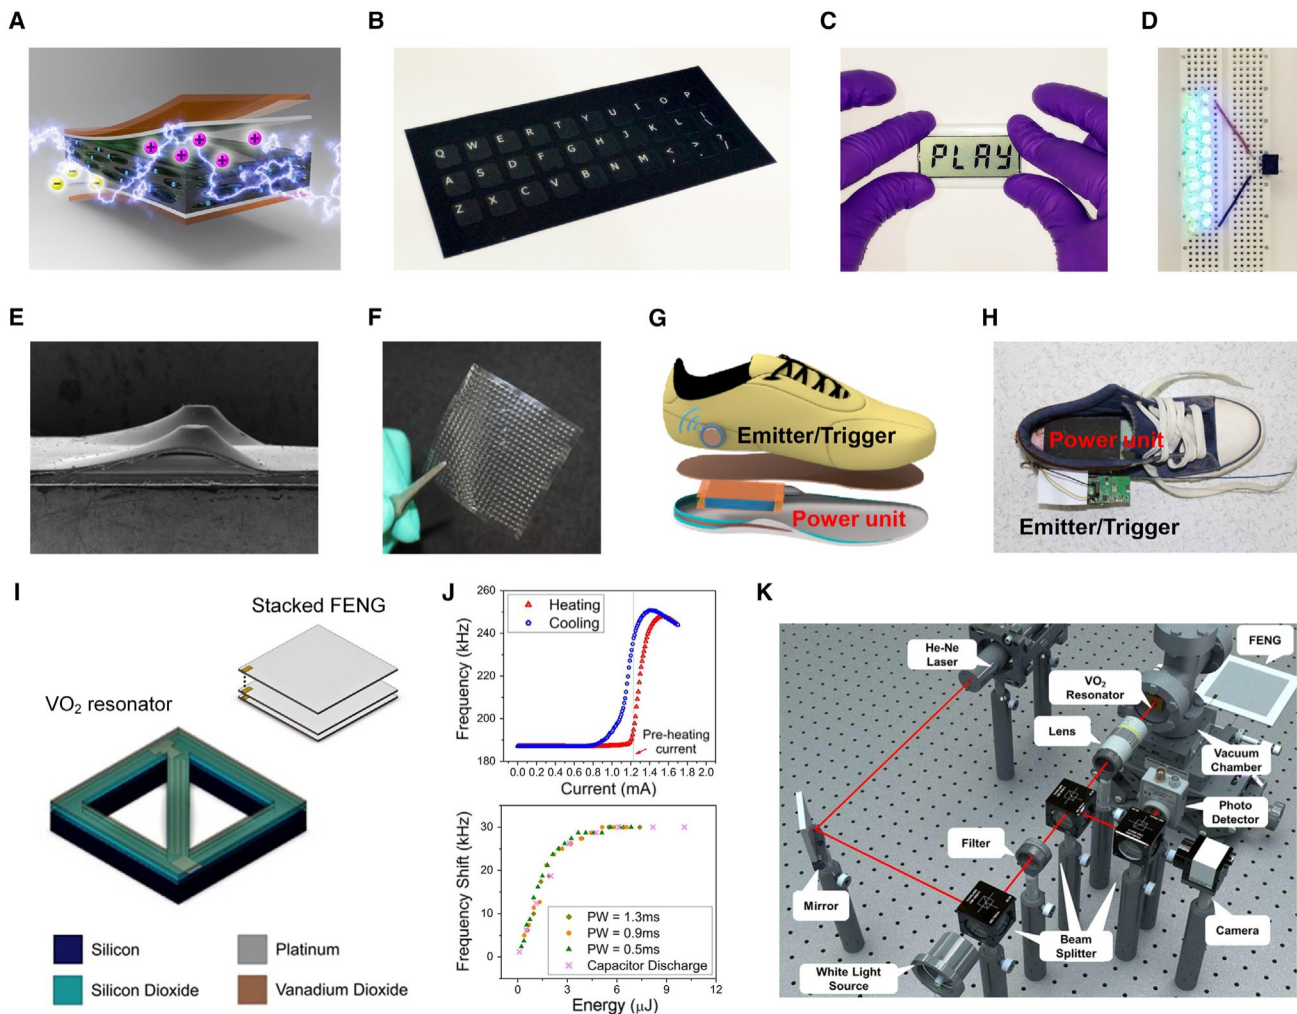 A
B
C
D
Q W E R T Y U I O P
A S D F G H J K L
Z X C V B N M
PLAY
E
F
G
H
Emitter/Trigger
Power unit
Power unit
Emitter/Trigger
I
J
K
Stacked FENG
VO2 resonator
Silicon
Platinum
Silicon Dioxide
Vanadium Dioxide
260
240
220
200
180
Frequency (kHz)
Heating
Cooling
Pre-heating
current
0.0 0.2 0.4 0.6 0.8 1.0 1.2 1.4 1.6 1.8 2.0
Current (mA)
30
20
10
0
Frequency Shift (kHz)
PW = 1.3ms
PW = 0.9ms
PW = 0.5ms
Capacitor Discharge
0 3 6 9 12
Energy (μJ)
He-Ne
Laser
FENG
VO2
Resonator
Lens
Vacuum
Chamber
Photo
Detector
Filter
Mirror
Beam
Splitter
Camera
White Light
Source